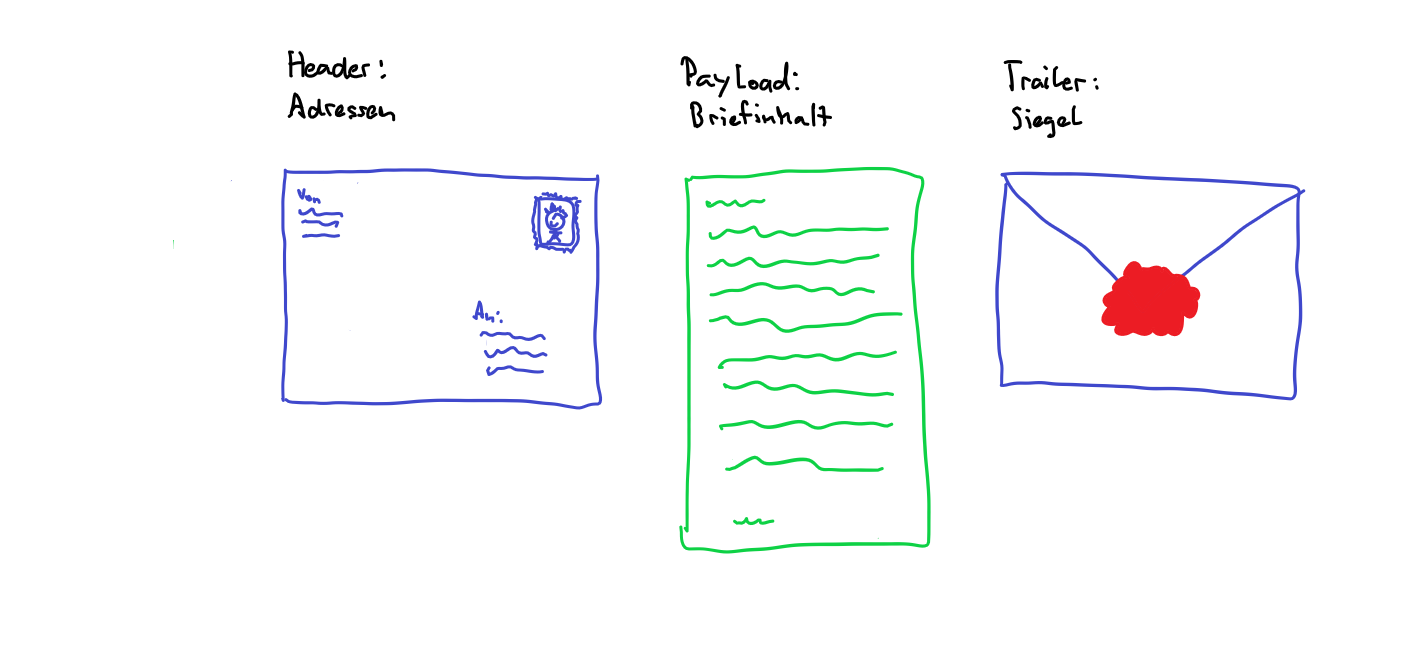 Header:
Adressen
PayLoad:
Briefinhalt
Trailer:
Siegel
Von
An: